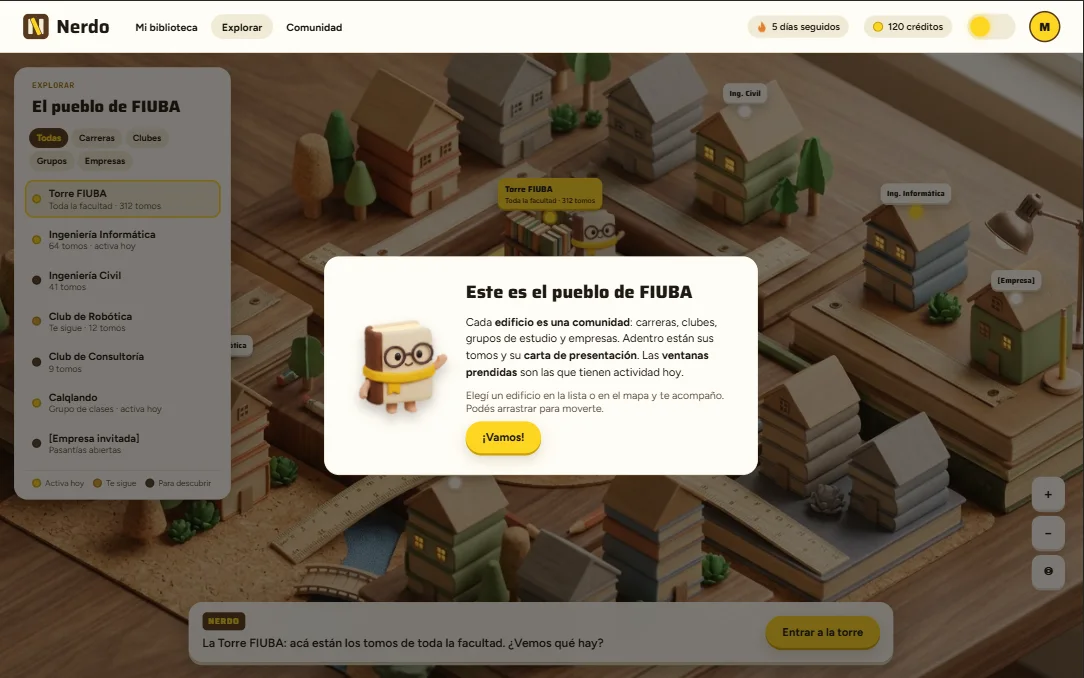 Nerdo
Mi biblioteca
Explorar
Comunidad
5 días seguidos
120 créditos
M
EXPLORAR
El pueblo de FIUBA
Todas
Carreras
Clubes
Grupos
Empresas
Torre FIUBA
Toda la facultad · 312 tomos
Ingeniería Informática
64 tomos · activa hoy
Ingeniería Civil
41 tomos
Club de Robótica
Te sigue · 12 tomos
Club de Consultoría
9 tomos
Calqlando
Grupo de clases · activa hoy
[Empresa invitada]
Pasantías abiertas
Activa hoy
Te sigue
Para descubrir
Ing. Civil
Torre FIUBA
Toda la facultad · 312 tomos
Ing. Informática
[Empresa]
Este es el pueblo de FIUBA
Cada edificio es una comunidad: carreras, clubes,
grupos de estudio y empresas. Adentro están sus
tomos y su carta de presentación. Las ventanas
prendidas son las que tienen actividad hoy.
Elegí un edificio en la lista o en el mapa y te acompaño.
Podés arrastrar para moverte.
¡Vamos!
+
−
NERDO
La Torre FIUBA: acá están los tomos de toda la facultad. ¿Vemos qué hay?
Entrar a la torre